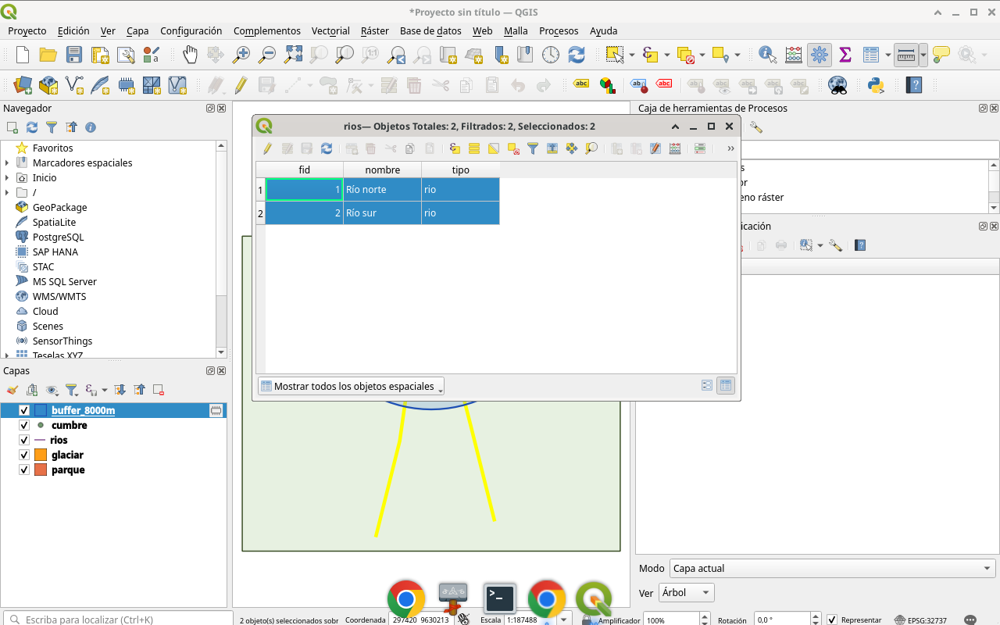 *Proyecto sin título — QGIS
Proyecto Edición Ver Capa Configuración Complementos Vectorial Ráster Base de datos Web Malla Procesos Ayuda
Navegador
Caja de herramientas de Procesos
rios— Objetos Totales: 2, Filtrados: 2, Seleccionados: 2
Favoritos
Marcadores espaciales
Inicio
/
GeoPackage
SpatiaLite
PostgreSQL
SAP HANA
STAC
MS SQL Server
WMS/WMTS
Cloud
Scenes
SensorThings
Teselas XYZ
fid nombre tipo
1 1 Río norte rio
2 2 Río sur rio
eno ráster
icación
Mostrar todos los objetos espaciales
Capas
buffer_8000m
cumbre
rios
glaciar
parque
Modo Capa actual
Ver Árbol
Escriba para localizar (Ctrl+K)
2 objeto(s) seleccionados sobr
Coordenada 297420 9630213
Escala 1:187488
Amplificador 100%
Rotación 0,0 °
Representar
EPSG:32737